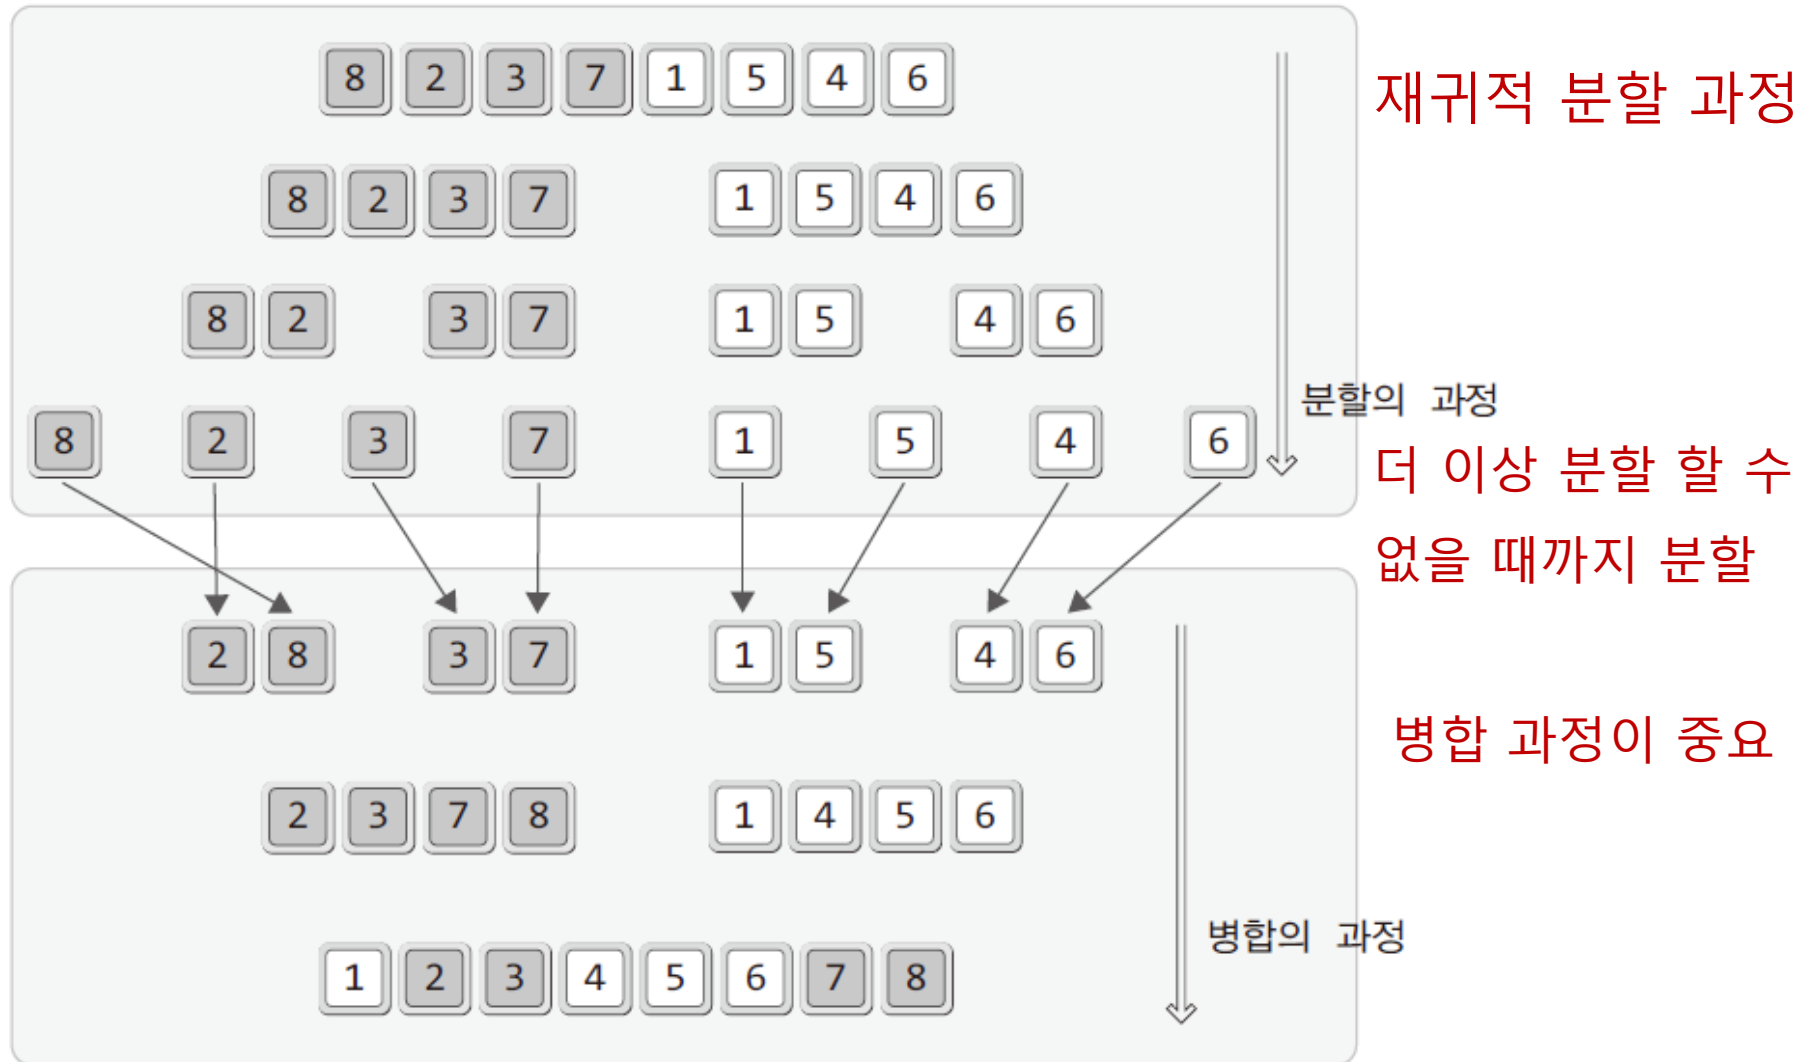 8 2 3 7 1 5 4 6
재귀적 분할 과정
8 2 3 7 1 5 4 6
8 2 3 7 1 5 4 6
분할의 과정
8 2 3 7 1 5 4 6
더 이상 분할 할 수
없을 때까지 분할
2 8 3 7 1 5 4 6
병합 과정이 중요
2 3 7 8 1 4 5 6
병합의 과정
1 2 3 4 5 6 7 8